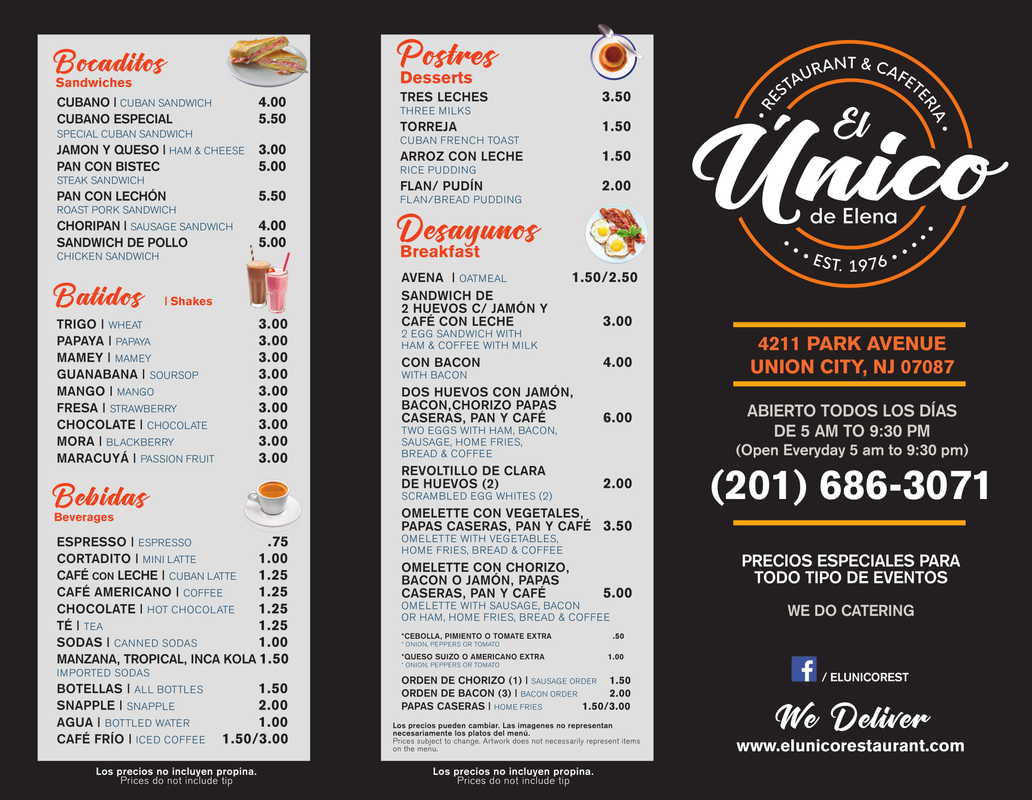 Bocaditos
Sandwiches
CUBANO | CUBAN SANDWICH 4.00
CUBANO ESPECIAL 5.50
SPECIAL CUBAN SANDWICH
JAMON Y QUESO | HAM & CHEESE 3.00
PAN CON BISTEC 5.00
STEAK SANDWICH
PAN CON LECHÓN 5.50
ROAST PORK SANDWICH
CHORIPAN | SAUSAGE SANDWICH 4.00
SANDWICH DE POLLO 5.00
CHICKEN SANDWICH
Batidos | Shakes
TRIGO | WHEAT 3.00
PAPAYA | PAPAYA 3.00
MAMEY | MAMEY 3.00
GUANABANA | SOURSOP 3.00
MANGO | MANGO 3.00
FRESA | STRAWBERRY 3.00
CHOCOLATE | CHOCOLATE 3.00
MORA | BLACKBERRY 3.00
MARACUYÁ | PASSION FRUIT 3.00
Bebidas
Beverages
ESPRESSO | ESPRESSO .75
CORTADITO | MINI LATTE 1.00
CAFÉ CON LECHE | CUBAN LATTE 1.25
CAFÉ AMERICANO | COFFEE 1.25
CHOCOLATE | HOT CHOCOLATE 1.25
TÉ | TEA 1.25
SODAS | CANNED SODAS 1.00
MANZANA, TROPICAL, INCA KOLA 1.50
IMPORTED SODAS
BOTELLAS | ALL BOTTLES 1.50
SNAPPLE | SNAPPLE 2.00
AGUA | BOTTLED WATER 1.00
CAFÉ FRÍO | ICED COFFEE 1.50/3.00
Los precios no incluyen propina.
Prices do not include tip
Postres
Desserts
TRES LECHES 3.50
THREE MILKS
TORREJA 1.50
CUBAN FRENCH TOAST
ARROZ CON LECHE 1.50
RICE PUDDING
FLAN/ PUDÍN 2.00
FLAN/BREAD PUDDING
Desayunos
Breakfast
AVENA | OATMEAL 1.50/2.50
SANDWICH DE
2 HUEVOS C/ JAMÓN Y
CAFÉ CON LECHE 3.00
2 EGG SANDWICH WITH
HAM & COFFEE WITH MILK
CON BACON 4.00
WITH BACON
DOS HUEVOS CON JAMÓN,
BACON,CHORIZO PAPAS
CASERAS, PAN Y CAFÉ 6.00
TWO EGGS WITH HAM, BACON,
SAUSAGE, HOME FRIES,
BREAD & COFFEE
REVOLTILLO DE CLARA
DE HUEVOS (2) 2.00
SCRAMBLED EGG WHITES (2)
OMELETTE CON VEGETALES,
PAPAS CASERAS, PAN Y CAFÉ 3.50
OMELETTE WITH VEGETABLES,
HOME FRIES, BREAD & COFFEE
OMELETTE CON CHORIZO,
BACON O JAMÓN, PAPAS
CASERAS, PAN Y CAFÉ 5.00
OMELETTE WITH SAUSAGE, BACON
OR HAM, HOME FRIES, BREAD & COFFEE
*CEBOLLA, PIMIENTO O TOMATE EXTRA .50
* ONION, PEPPERS OR TOMATO
*QUESO SUIZO O AMERICANO EXTRA 1.00
* ONION, PEPPERS OR TOMATO
ORDEN DE CHORIZO (1) | SAUSAGE ORDER 1.50
ORDEN DE BACON (3) | BACON ORDER 2.00
PAPAS CASERAS | HOME FRIES 1.50/3.00
Los precios pueden cambiar. Las imagenes no representan
necesariamente los platos del menú.
Prices subject to change. Artwork does not necessarily represent items
on the menu.
Los precios no incluyen propina.
Prices do not include tip
• RESTAURANT & CAFETERIA •
El
Único
de Elena
• • • EST. 1976 • • • • •
4211 PARK AVENUE
UNION CITY, NJ 07087
ABIERTO TODOS LOS DÍAS
DE 5 AM TO 9:30 PM
(Open Everyday 5 am to 9:30 pm)
(201) 686-3071
PRECIOS ESPECIALES PARA
TODO TIPO DE EVENTOS
WE DO CATERING
f / ELUNICOREST
We Deliver
www.elunicorestaurant.com